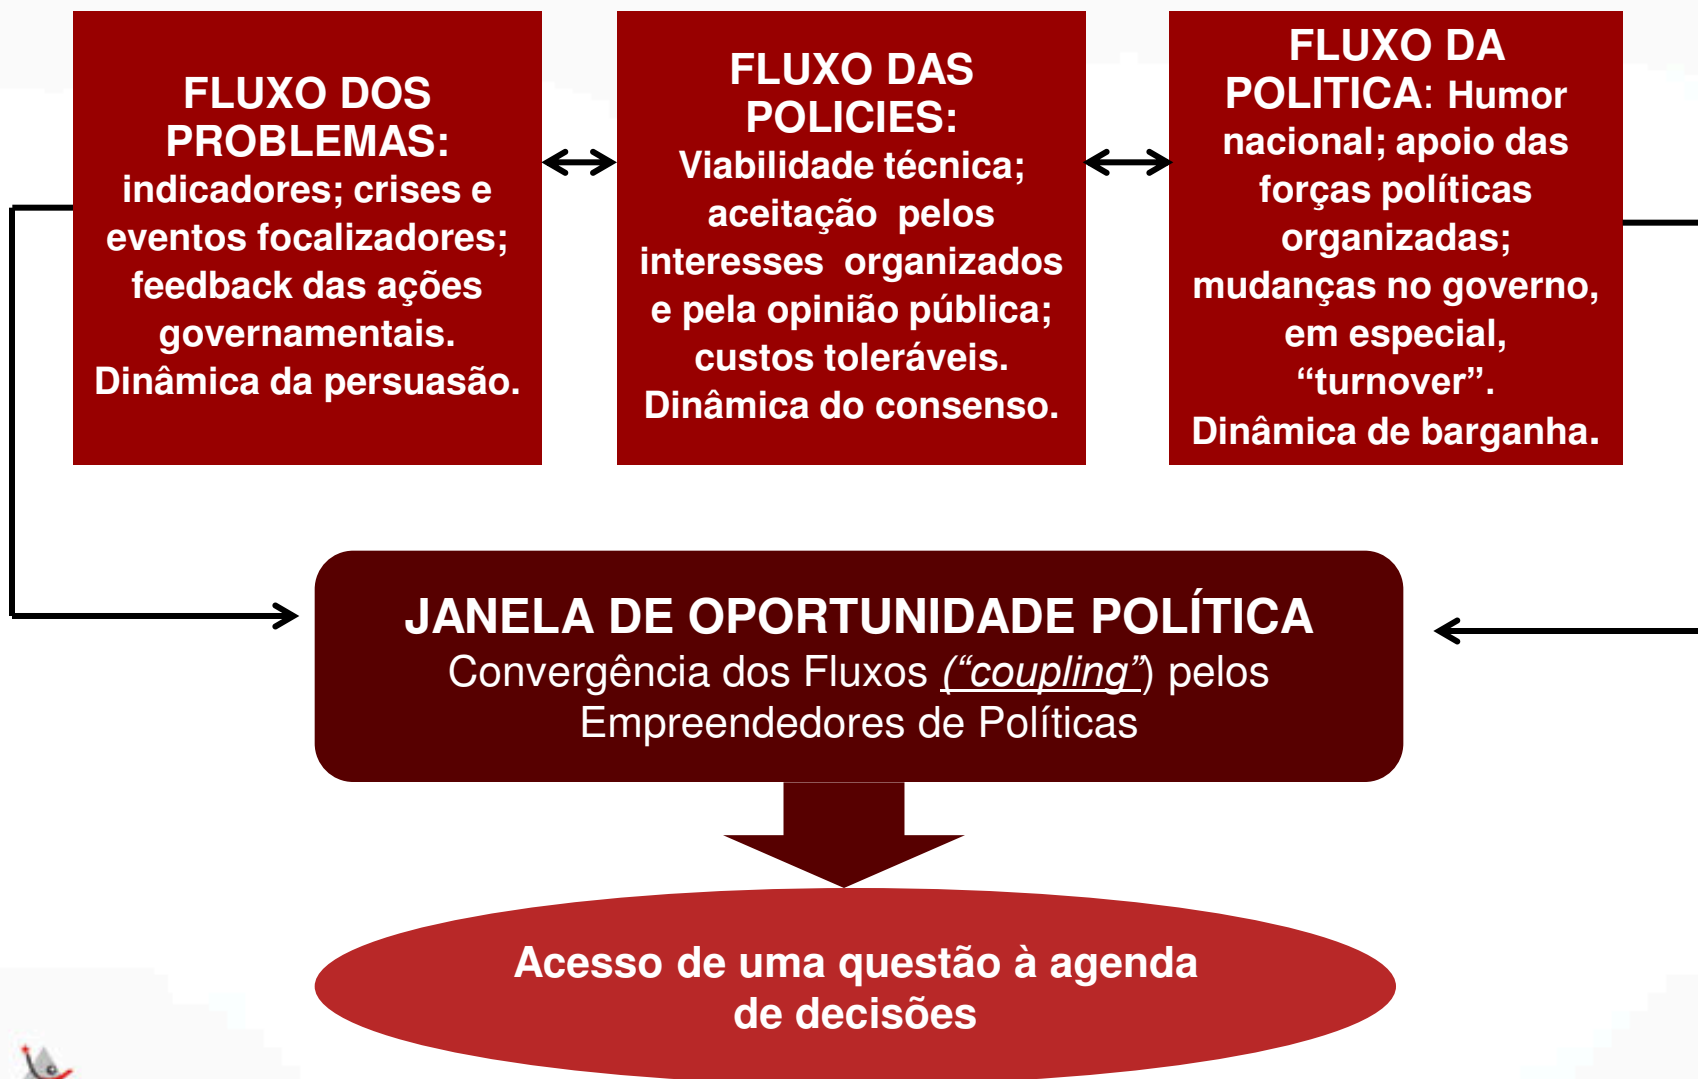 FLUXO DOS
PROBLEMAS:
indicadores; crises e
eventos focalizadores;
feedback das ações
governamentais.
Dinâmica da persuasão.
FLUXO DAS
POLICIES:
Viabilidade técnica;
aceitação pelos
interesses organizados
e pela opinião pública;
custos toleráveis.
Dinâmica do consenso.
FLUXO DA
POLITICA: Humor
nacional; apoio das
forças políticas
organizadas;
mudanças no governo,
em especial,
“turnover”.
Dinâmica de barganha.
JANELA DE OPORTUNIDADE POLÍTICA
Convergência dos Fluxos (“coupling”) pelos
Empreendedores de Políticas
Acesso de uma questão à agenda
de decisões